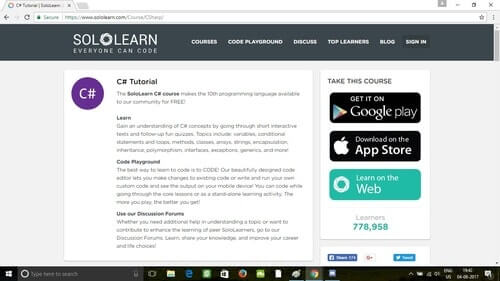 C# Tutorial | SoloLearn
Secure | https://www.sololearn.com/Course/CSharp/
SOLOLEARN
EVERYONE CAN CODE
COURSES CODE PLAYGROUND DISCUSS TOP LEARNERS BLOG SIGN IN
C#
C# Tutorial
The SoloLearn C# course makes the 10th programming language available
to our community for FREE!
Learn
Gain an understanding of C# concepts by going through short interactive
texts and follow-up fun quizzes. Topics include: variables, conditional
statements and loops, methods, classes, arrays, strings, encapsulation,
inheritance, polymorphism, interfaces, exceptions, generics, and more!
Code Playground
The best way to learn to code is to CODE! Our beautifully designed code
editor lets you make changes to existing code or write and run your own
custom code and see the output on your mobile device! You can code while
going through the core lessons or as a stand-alone learning activity. The
more you play, the better you get!
Use our Discussion Forums
Whether you need additional help in understanding a topic or want to
contribute to enhance the learning of peer SoloLearners, go to our
Discussion Forums. Learn, share your knowledge, and improve your career
and life choices!
TAKE THIS COURSE
GET IT ON
Google play
Download on the
App Store
Learn on the
Web
Learners
778,958
Share 174
G+
Tweet
Type here to search
ENG
US
19:40
04-08-2017